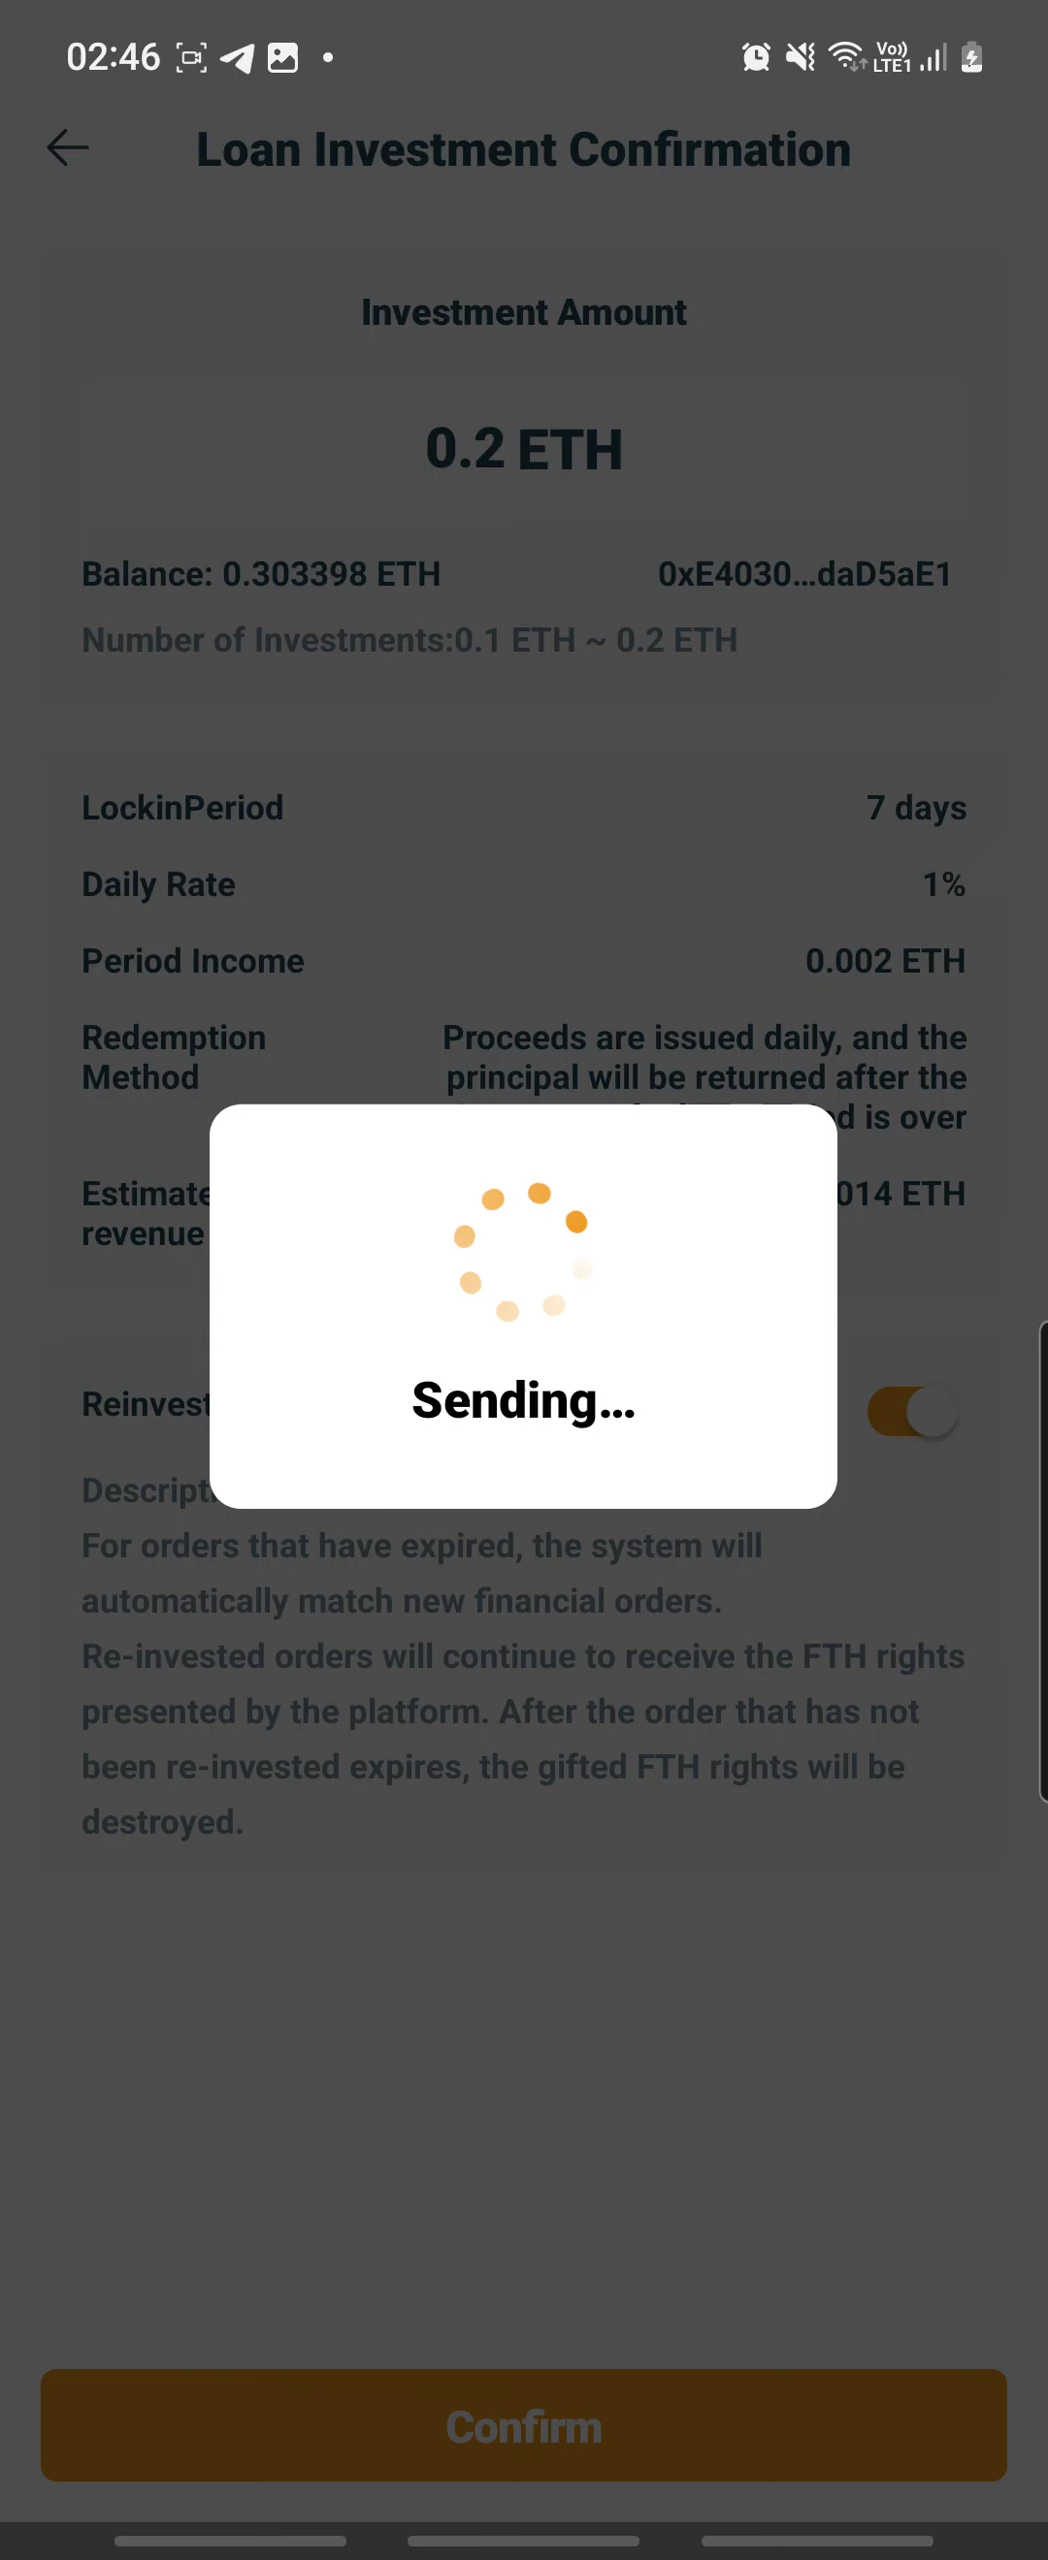 02:46
Vo))
LTE1
Loan Investment Confirmation
Investment Amount
0.2 ETH
Balance: 0.303398 ETH
0xE4030...daD5aE1
Number of Investments:0.1 ETH ~ 0.2 ETH
LockinPeriod
7 days
Daily Rate
1%
Period Income
0.002 ETH
Redemption
Method
Proceeds are issued daily, and the
principal will be returned after the
is over
Estimate
revenue
014 ETH
Sending...
Reinvest
For orders that have expired, the system will
automatically match new financial orders.
Re-invested orders will continue to receive the FTH rights
presented by the platform. After the order that has not
been re-invested expires, the gifted FTH rights will be
destroyed.
Confirm